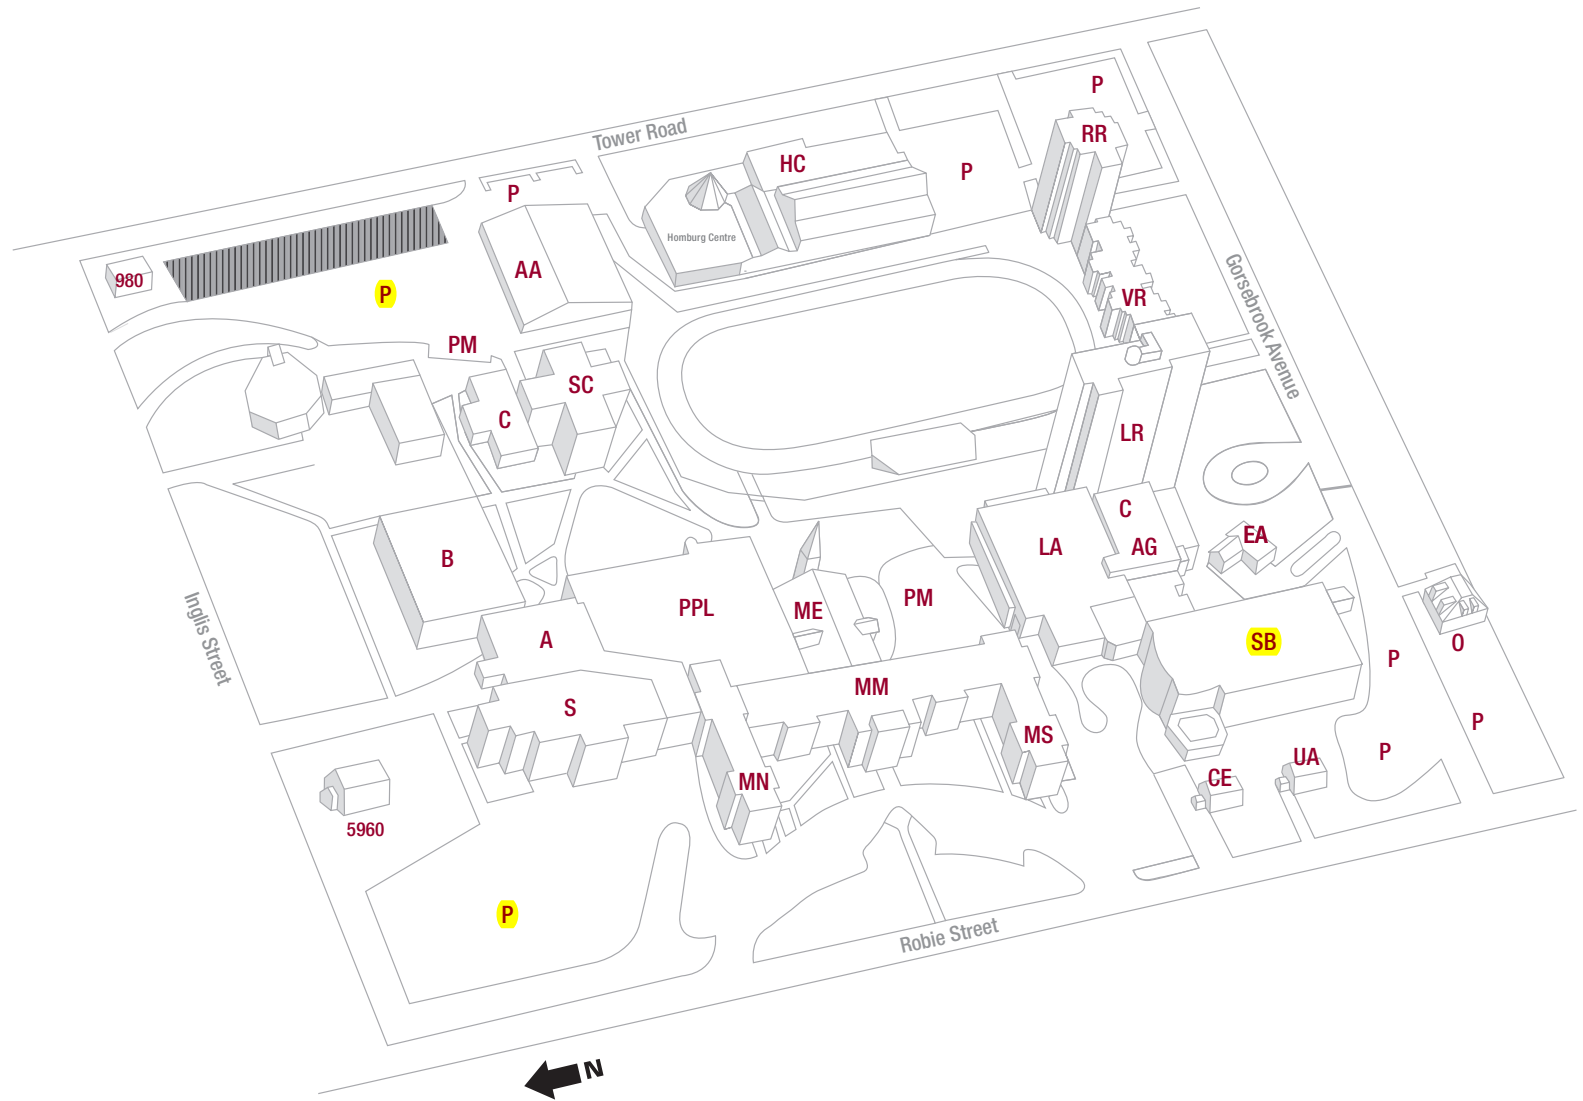 P
RR
Tower Road
HC
P
P
Homburg Centre
AA
980
P
VR
Gorsebrook Avenue
PM
SC
C
LR
C
EA
B
LA
AG
PPL
ME
PM
Inglis Street
A
SB
O
P
MM
S
P
MS
P
UA
MN
CE
5960
P
Robie Street
N